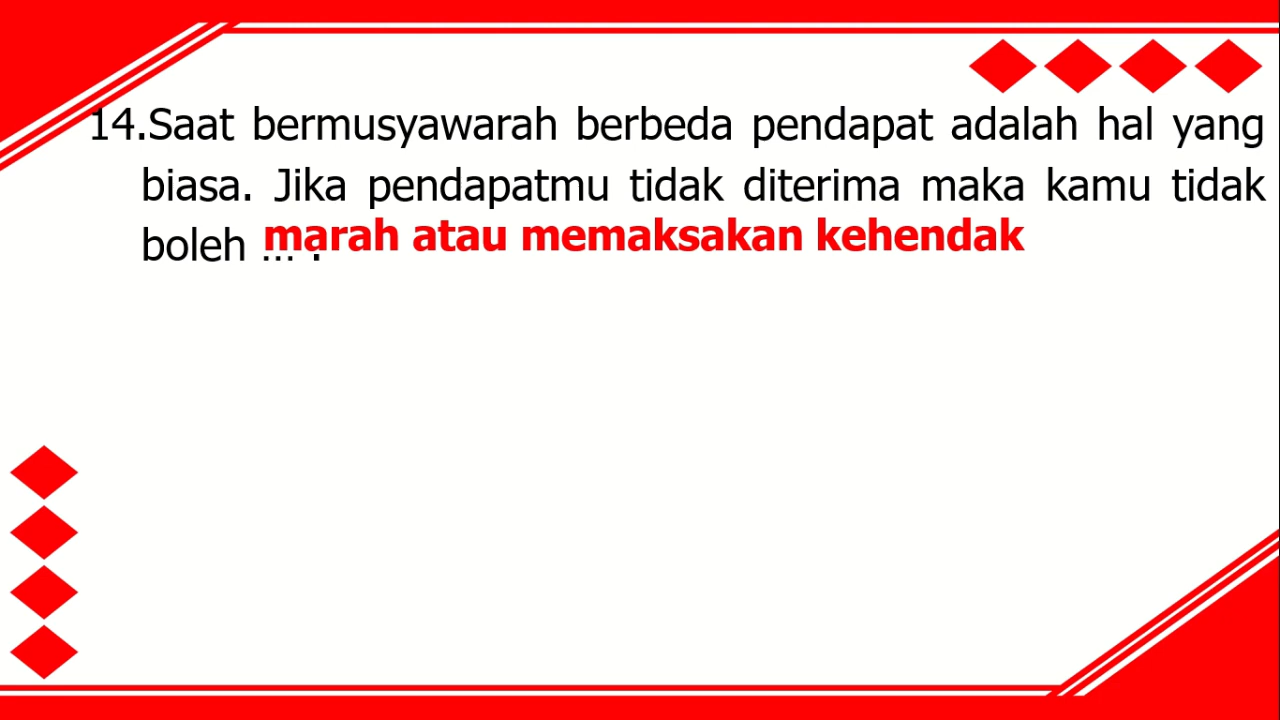 14.Saat bermusyawarah berbeda pendapat adalah hal yang
biasa. Jika pendapatmu tidak diterima maka kamu tidak
boleh ... . marah atau memaksakan kehendak